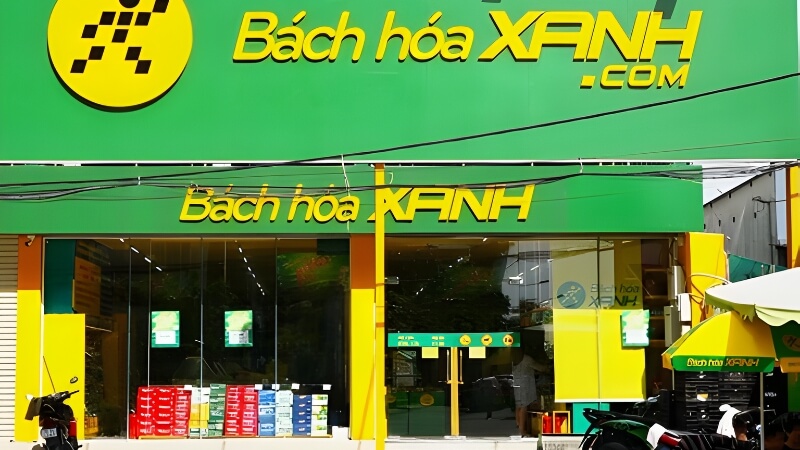 Bách hóa XANH
.COM
Bách hóa XANH
Bách hóa
XANH
Bách hóa XANH